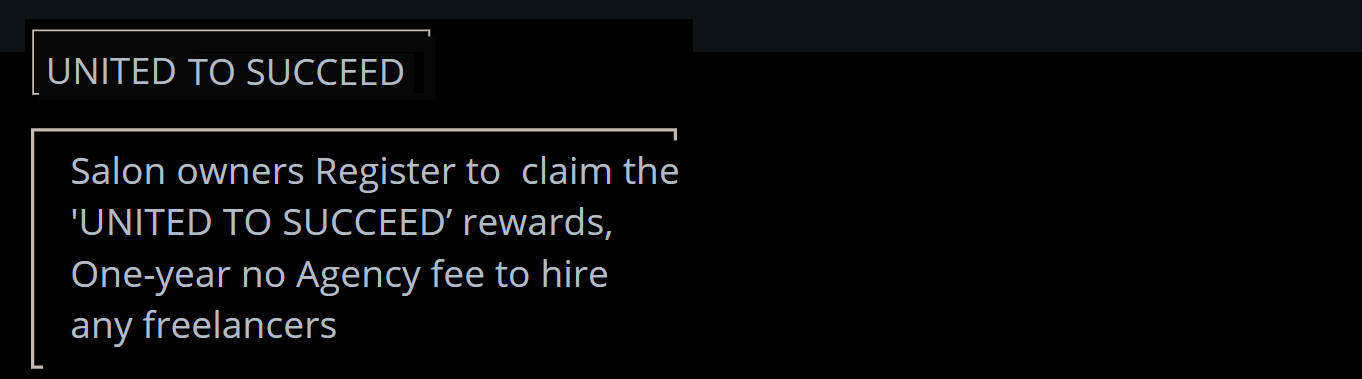 UNITED TO SUCCEED
Salon owners Register to  claim the
'UNITED TO SUCCEED’ rewards,
One-year no Agency fee to hire
any freelancers